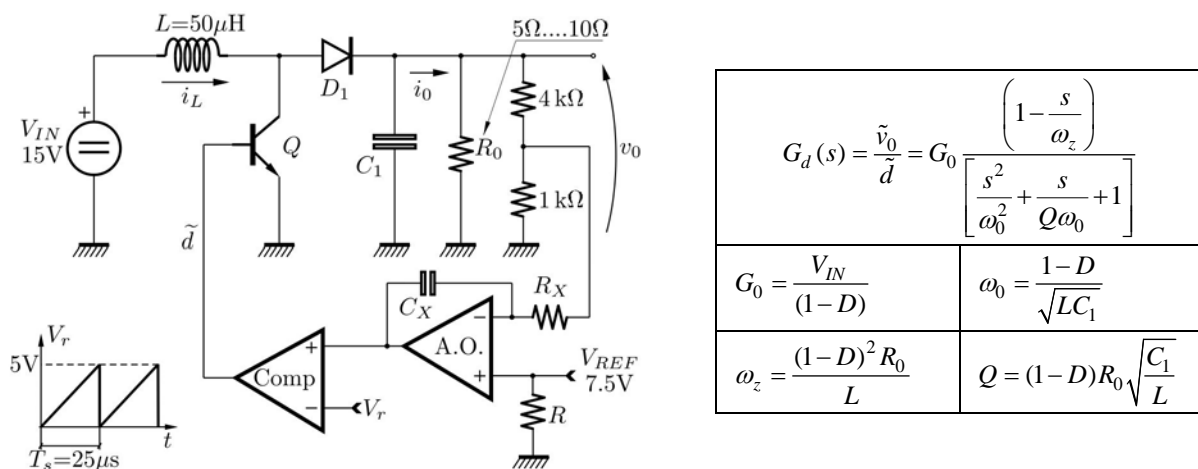 L=50μH
i_L
V_IN
15V
+
D_1
Q
d̃
i_0
5Ω....10Ω
C_1
R_0
4 kΩ
1 kΩ
v_0
C_X
R_X
A.O.
−
+
V_REF
7.5V
R
Comp
+
−
V_r
V_r
5V
t
T_s=25μs
G_d(s) = ṽ_0/d̃ = G_0 (1 − s/ω_z) / [s²/ω_0² + s/(Qω_0) + 1]
G_0 = V_IN/(1−D)
ω_0 = (1−D)/√(LC_1)
ω_z = (1−D)² R_0/L
Q = (1−D)R_0 √(C_1/L)